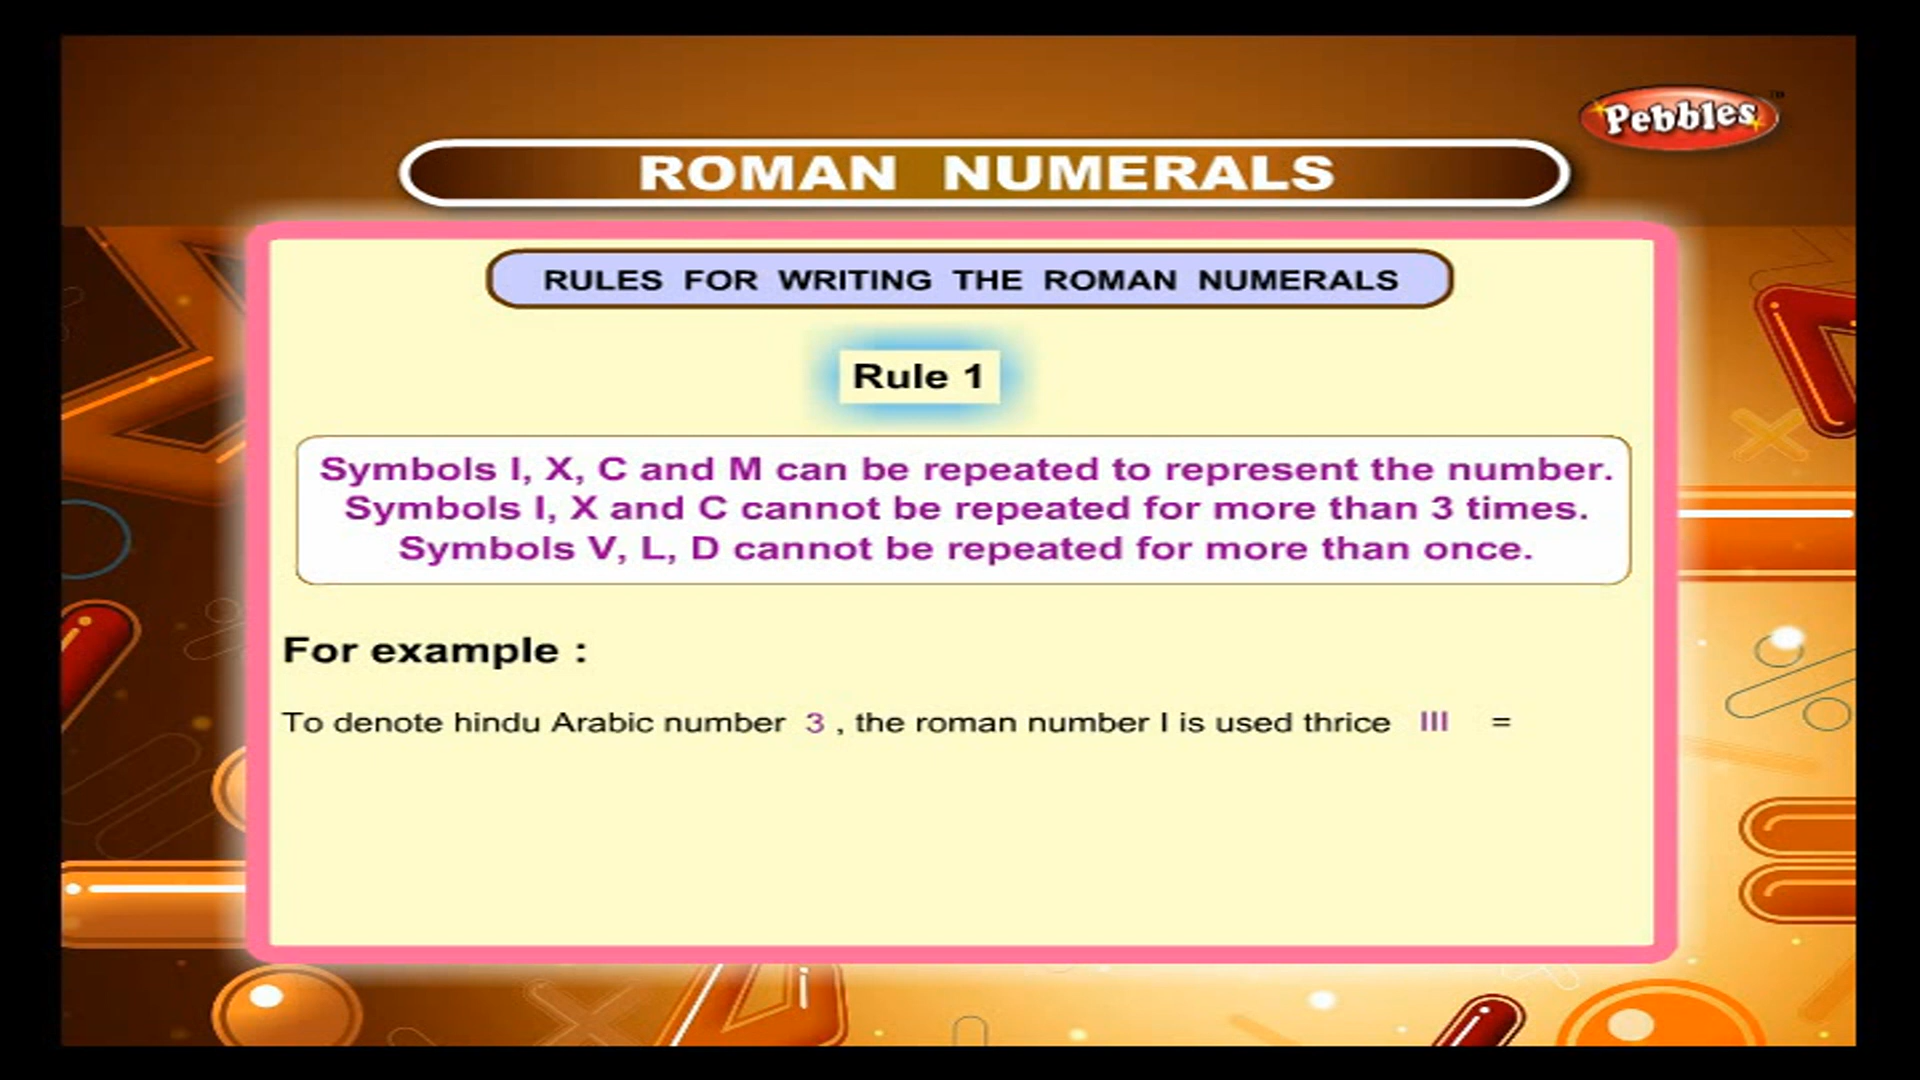 Pebbles™
ROMAN NUMERALS
RULES FOR WRITING THE ROMAN NUMERALS
Rule 1
Symbols I, X, C and M can be repeated to represent the number.
Symbols I, X and C cannot be repeated for more than 3 times.
Symbols V, L, D cannot be repeated for more than once.
For example :
To denote hindu Arabic number 3 , the roman number I is used thrice III =